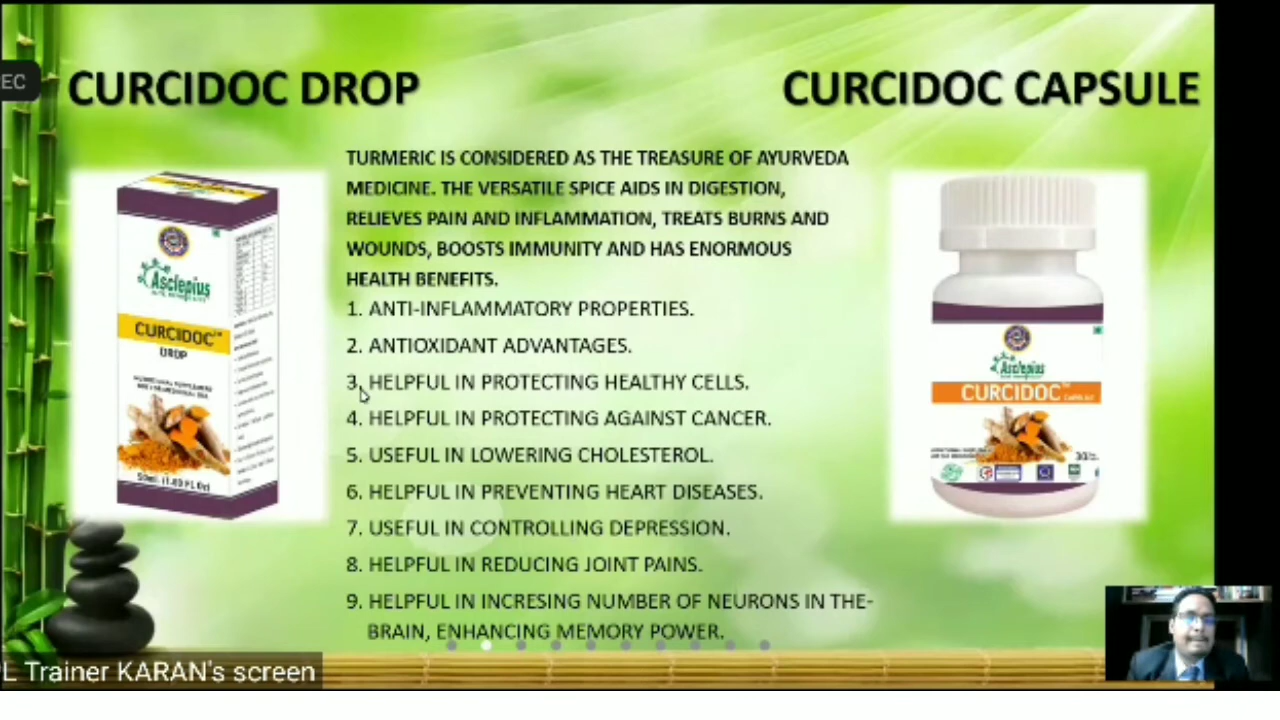 EC
CURCIDOC DROP
CURCIDOC CAPSULE
TURMERIC IS CONSIDERED AS THE TREASURE OF AYURVEDA
MEDICINE. THE VERSATILE SPICE AIDS IN DIGESTION,
RELIEVES PAIN AND INFLAMMATION, TREATS BURNS AND
WOUNDS, BOOSTS IMMUNITY AND HAS ENORMOUS
HEALTH BENEFITS.
1. ANTI-INFLAMMATORY PROPERTIES.
2. ANTIOXIDANT ADVANTAGES.
3. HELPFUL IN PROTECTING HEALTHY CELLS.
4. HELPFUL IN PROTECTING AGAINST CANCER.
5. USEFUL IN LOWERING CHOLESTEROL.
6. HELPFUL IN PREVENTING HEART DISEASES.
7. USEFUL IN CONTROLLING DEPRESSION.
8. HELPFUL IN REDUCING JOINT PAINS.
9. HELPFUL IN INCRESING NUMBER OF NEURONS IN THE-
BRAIN, ENHANCING MEMORY POWER.
Asclepius
CURCIDOC™
DROP
Asclepius
CURCIDOC™
L Trainer KARAN's screen